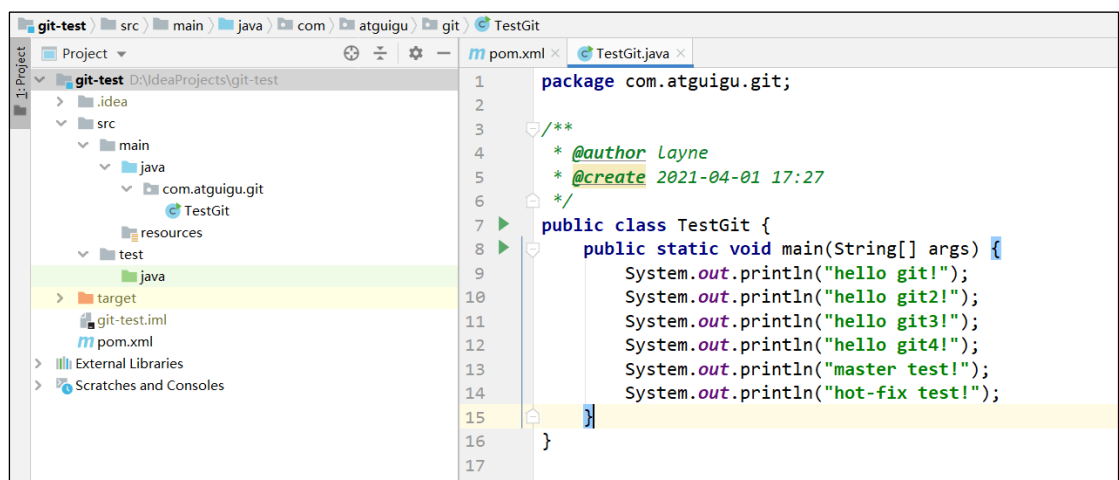 git-test src main java com atguigu git TestGit
1: Project
Project
git-test D:\IdeaProjects\git-test
.idea
src
main
java
com.atguigu.git
TestGit
resources
test
java
target
git-test.iml
pom.xml
External Libraries
Scratches and Consoles
pom.xml TestGit.java
1 package com.atguigu.git;
2
3 /**
4 * @author layne
5 * @create 2021-04-01 17:27
6 */
7 public class TestGit {
8 public static void main(String[] args) {
9 System.out.println("hello git!");
10 System.out.println("hello git2!");
11 System.out.println("hello git3!");
12 System.out.println("hello git4!");
13 System.out.println("master test!");
14 System.out.println("hot-fix test!");
15 }
16 }
17